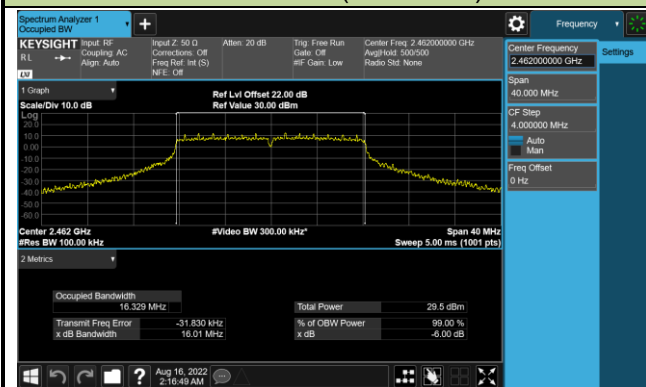 Spectrum Analyzer 1
Occupied BW
Frequency
KEYSIGHT
RL
LXI
Input: RF
Coupling: AC
Align: Auto
Input Z: 50 Ω
Corrections: Off
Freq Ref: Int (S)
NFE: Off
Atten: 20 dB
Trig: Free Run
Gate: Off
#IF Gain: Low
Center Freq: 2.462000000 GHz
Avg|Hold: 500/500
Radio Std: None
Center Frequency
2.462000000 GHz
Settings
Span
40.000 MHz
CF Step
4.000000 MHz
Auto
Man
Freq Offset
0 Hz
1 Graph
Scale/Div 10.0 dB
Ref Lvl Offset 22.00 dB
Ref Value 30.00 dBm
Log
20.0
10.0
0.00
-10.0
-20.0
-30.0
-40.0
-50.0
-60.0
Center 2.462 GHz
#Res BW 100.00 kHz
#Video BW 300.00 kHz*
Span 40 MHz
Sweep 5.00 ms (1001 pts)
2 Metrics
Occupied Bandwidth
16.329 MHz
Total Power 29.5 dBm
Transmit Freq Error -31.830 kHz
% of OBW Power 99.00 %
x dB Bandwidth 16.01 MHz
x dB -6.00 dB
?
Aug 16, 2022
2:16:49 AM